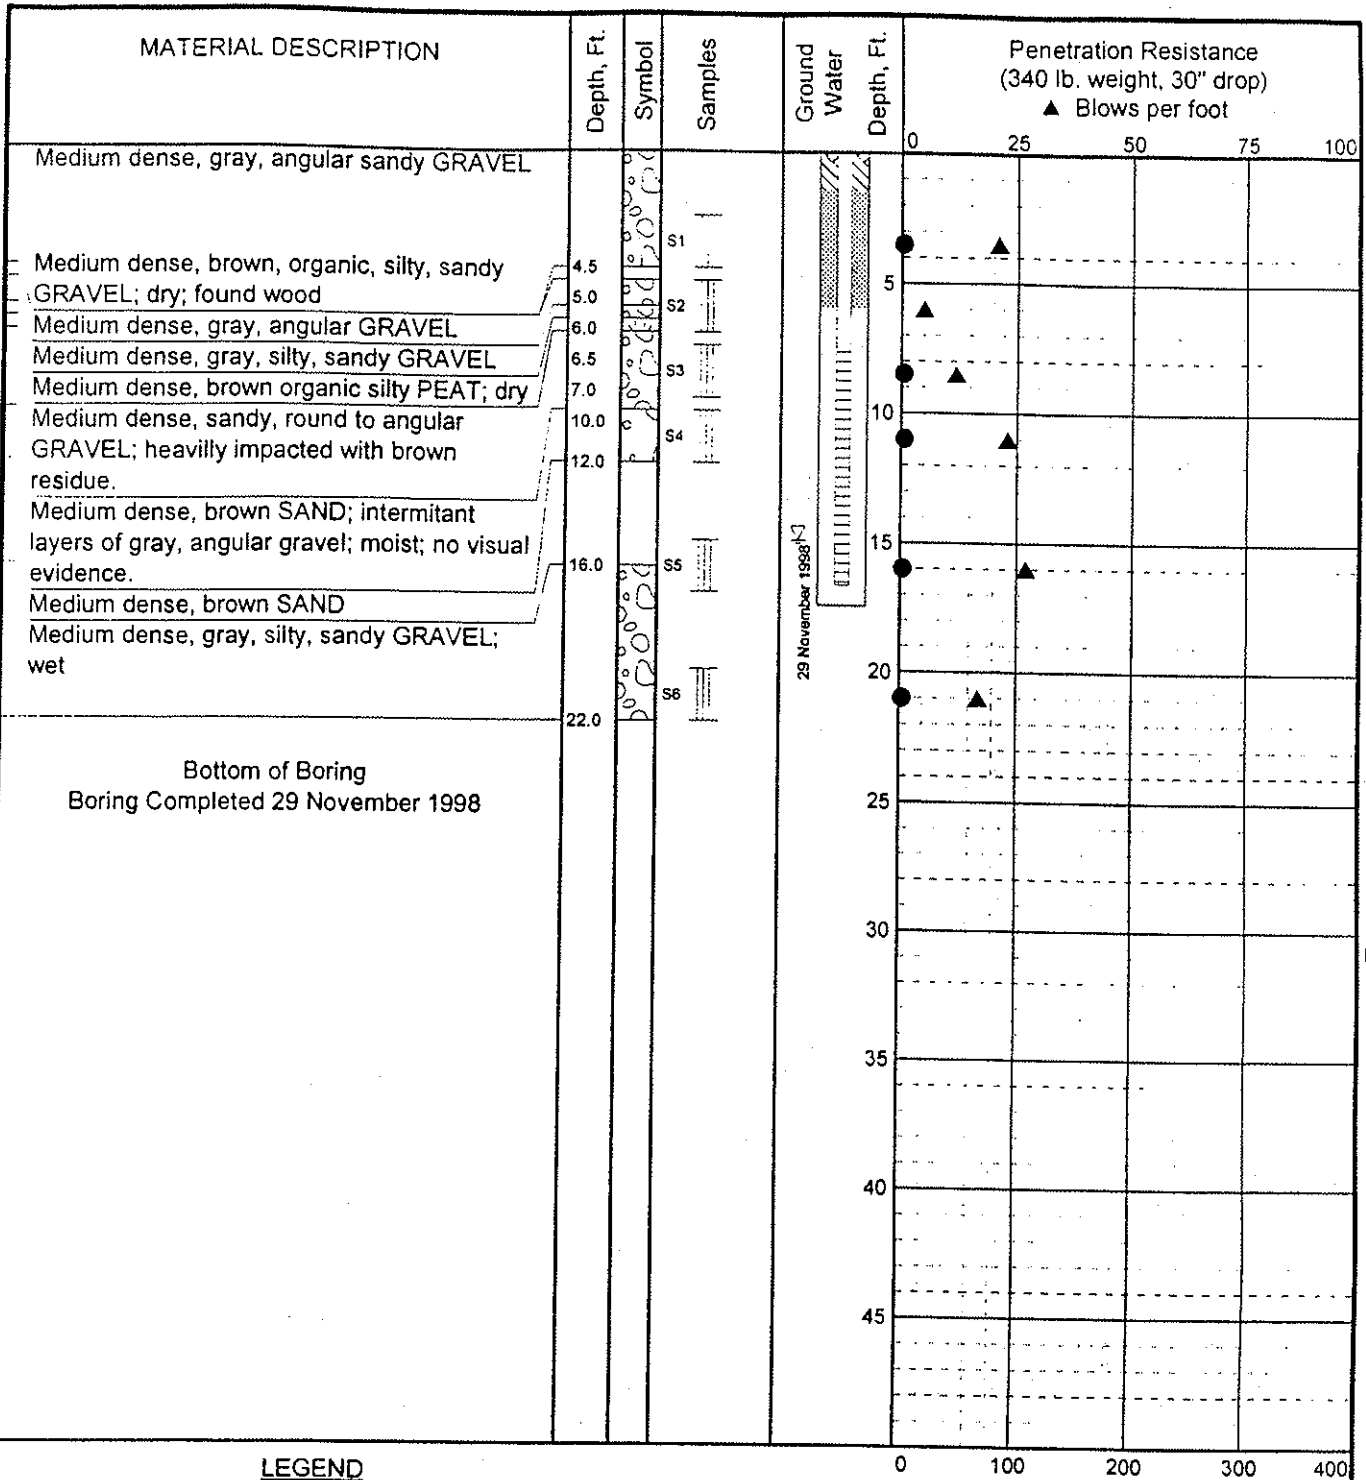 MATERIAL DESCRIPTION
Depth, Ft.
Symbol
Samples
Ground
Water
Depth, Ft.
Penetration Resistance
(340 lb. weight, 30" drop)
▲ Blows per foot
0 25 50 75 100
Medium dense, gray, angular sandy GRAVEL
Medium dense, brown, organic, silty, sandy
GRAVEL; dry; found wood
Medium dense, gray, angular GRAVEL
Medium dense, gray, silty, sandy GRAVEL
Medium dense, brown organic silty PEAT; dry
Medium dense, sandy, round to angular
GRAVEL; heavilly impacted with brown
residue.
Medium dense, brown SAND; intermitant
layers of gray, angular gravel; moist; no visual
evidence.
Medium dense, brown SAND
Medium dense, gray, silty, sandy GRAVEL;
wet
Bottom of Boring
Boring Completed 29 November 1998
4.5
5.0
6.0
6.5
7.0
10.0
12.0
16.0
22.0
S1
S2
S3
S4
S5
S6
29 November 1998
5
10
15
20
25
30
35
40
45
0 100 200 300 400
LEGEND